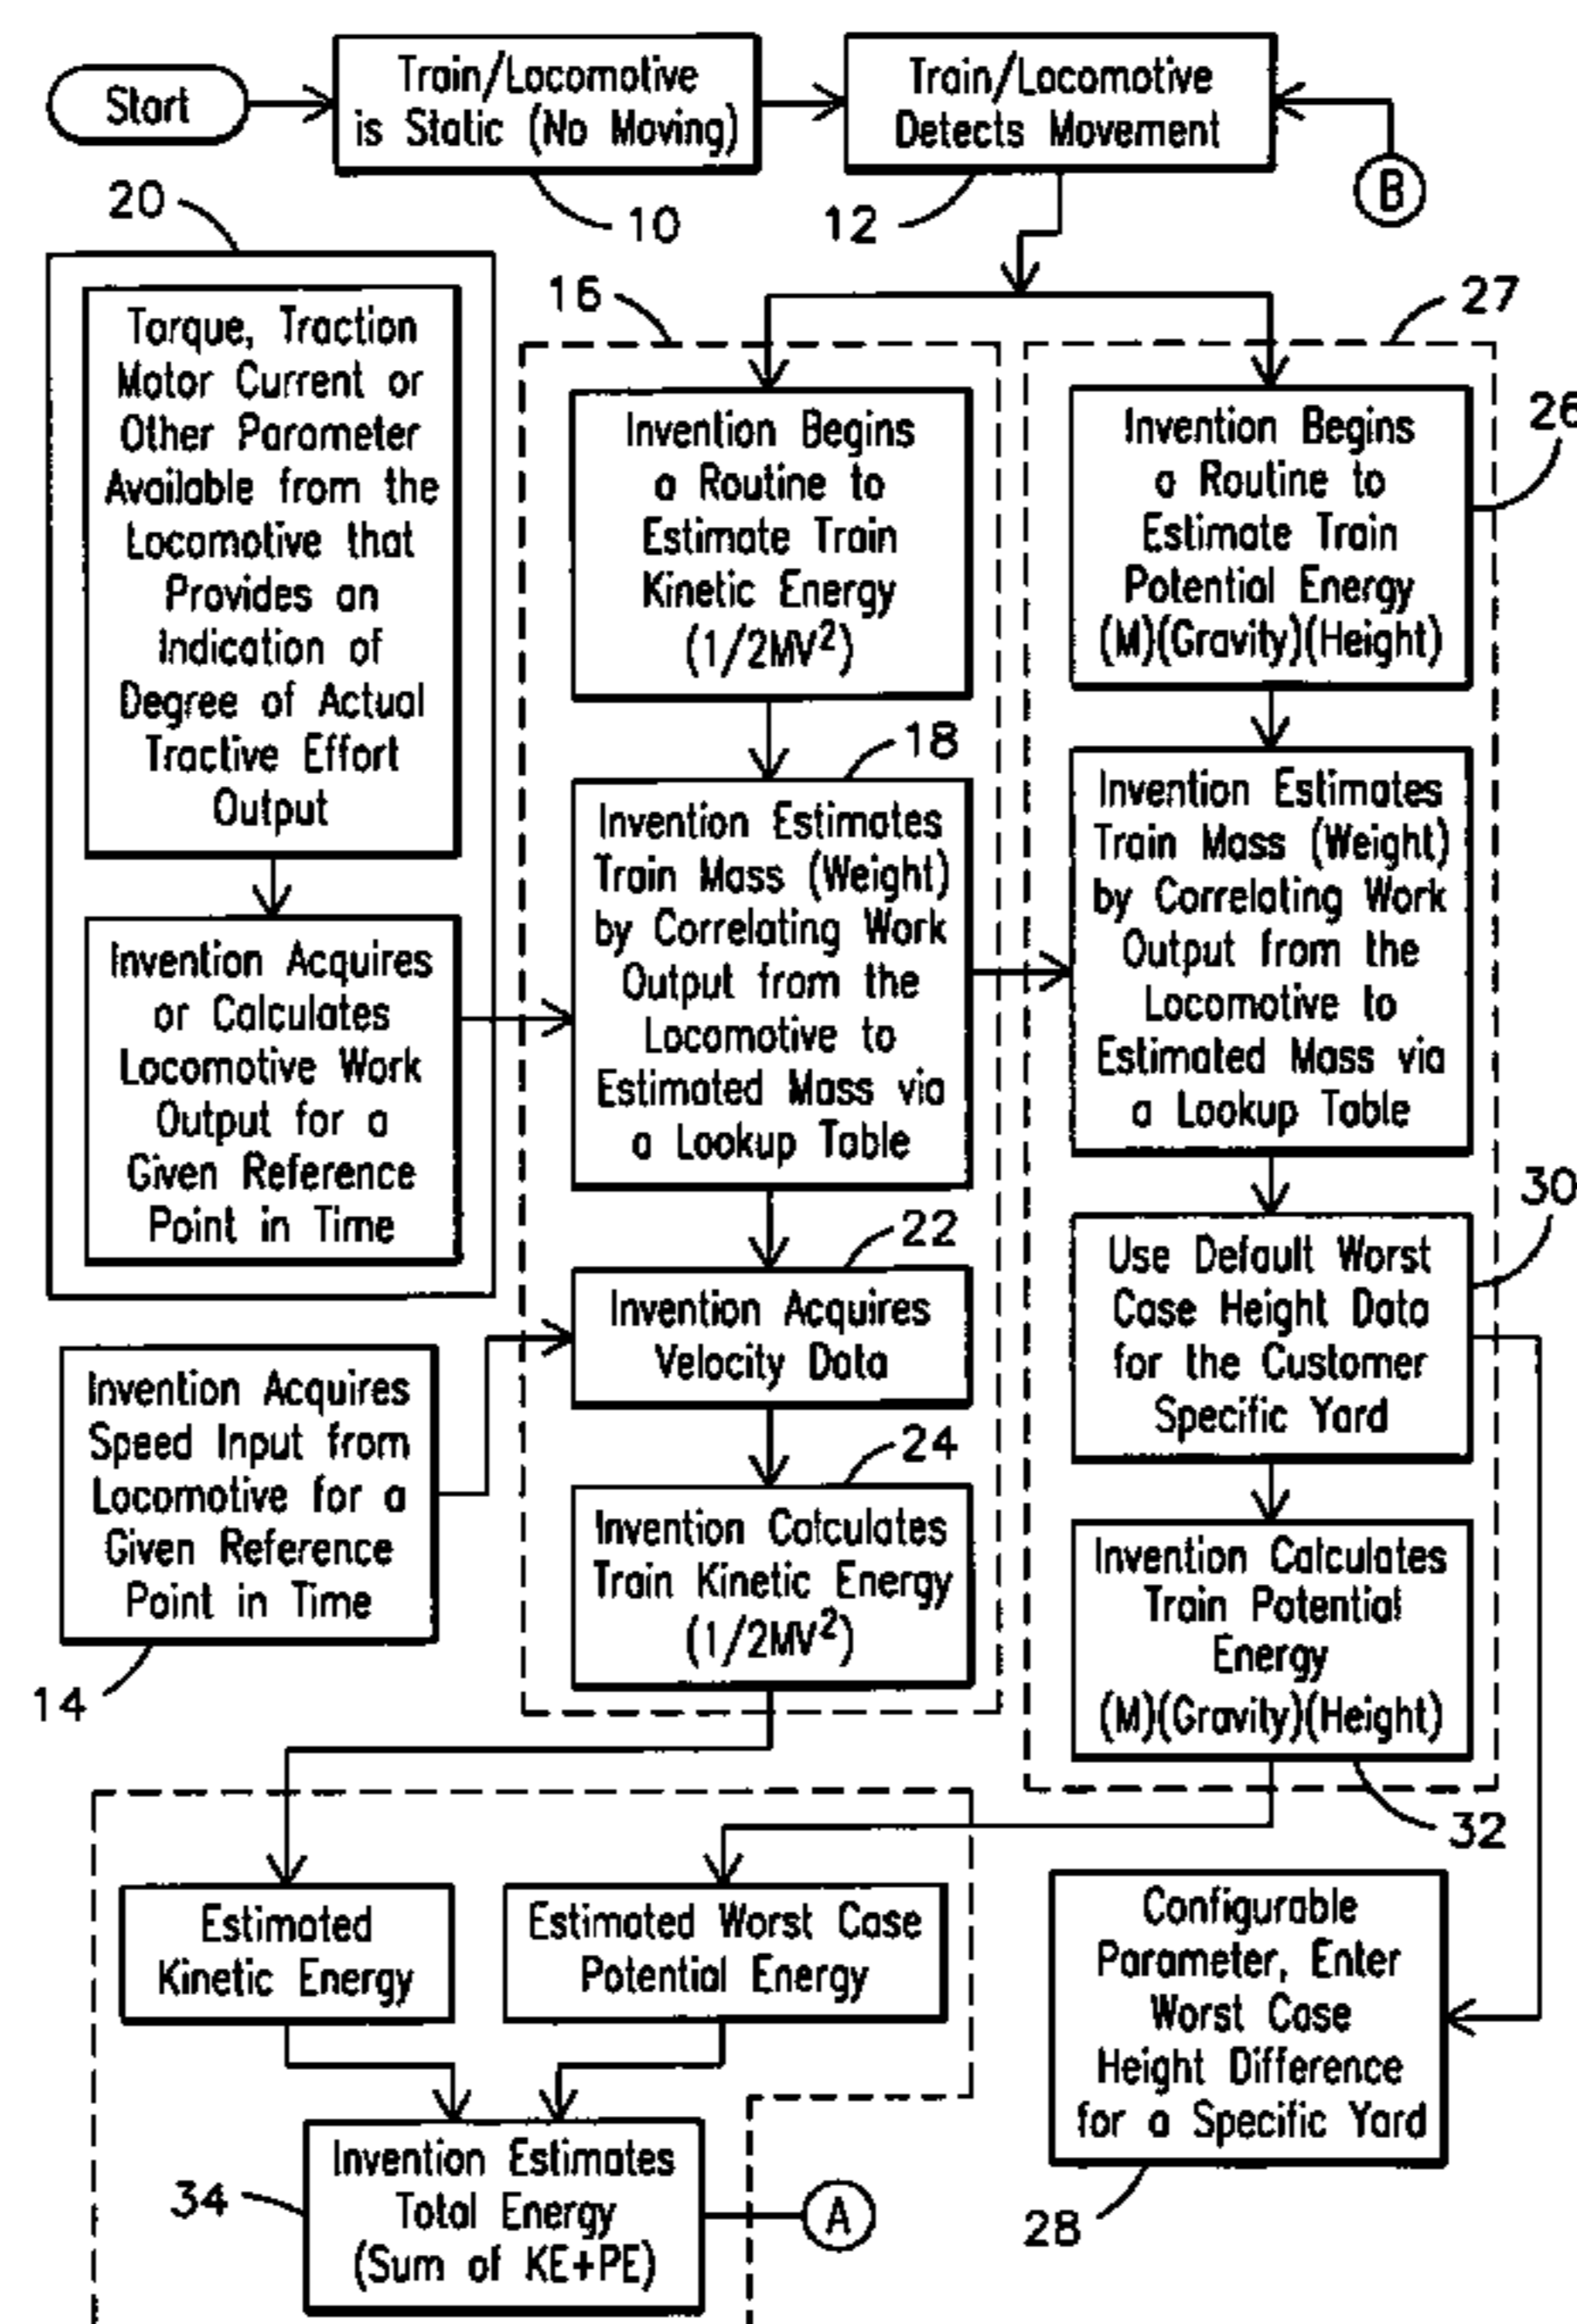 Start
Train/Locomotive
is Static (No Moving)
10
Train/Locomotive
Detects Movement
12
B
20
Torque, Traction
Motor Current or
Other Parameter
Available from the
Locomotive that
Provides an
Indication of
Degree of Actual
Tractive Effort
Output
Invention Acquires
or Calculates
Locomotive Work
Output for a
Given Reference
Point in Time
Invention Acquires
Speed Input from
Locomotive for a
Given Reference
Point in Time
14
16
Invention Begins
a Routine to
Estimate Train
Kinetic Energy
(1/2MV²)
18
Invention Estimates
Train Mass (Weight)
by Correlating Work
Output from the
Locomotive to
Estimated Mass via
a Lookup Table
22
Invention Acquires
Velocity Data
24
Invention Calculates
Train Kinetic Energy
(1/2MV²)
27
26
Invention Begins
a Routine to
Estimate Train
Potential Energy
(M)(Gravity)(Height)
Invention Estimates
Train Mass (Weight)
by Correlating Work
Output from the
Locomotive to
Estimated Mass via
a Lookup Table
30
Use Default Worst
Case Height Data
for the Customer
Specific Yard
Invention Calculates
Train Potential
Energy
(M)(Gravity)(Height)
32
Estimated
Kinetic Energy
Estimated Worst Case
Potential Energy
Configurable
Parameter, Enter
Worst Case
Height Difference
for a Specific Yard
28
34
Invention Estimates
Total Energy
(Sum of KE+PE)
A